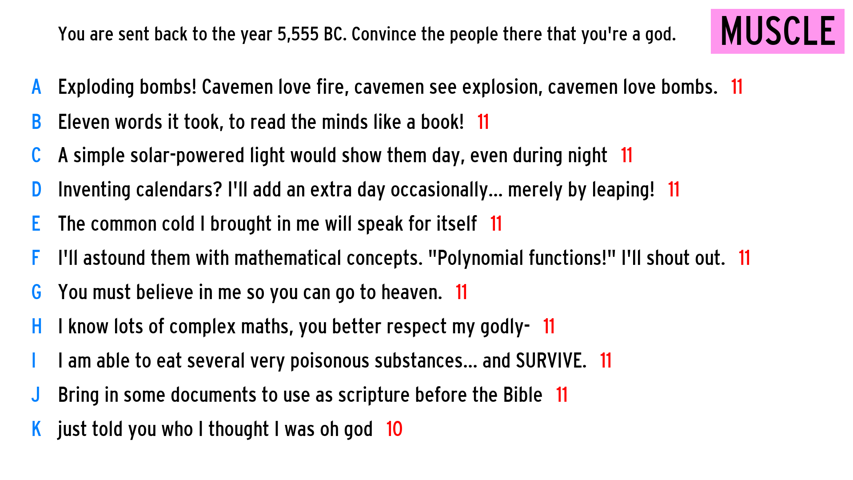 You are sent back to the year 5,555 BC. Convince the people there that you're a god.
MUSCLE
A Exploding bombs! Cavemen love fire, cavemen see explosion, cavemen love bombs. 11
B Eleven words it took, to read the minds like a book! 11
C A simple solar-powered light would show them day, even during night 11
D Inventing calendars? I'll add an extra day occasionally... merely by leaping! 11
E The common cold I brought in me will speak for itself 11
F I'll astound them with mathematical concepts. "Polynomial functions!" I'll shout out. 11
G You must believe in me so you can go to heaven. 11
H I know lots of complex maths, you better respect my godly- 11
I I am able to eat several very poisonous substances... and SURVIVE. 11
J Bring in some documents to use as scripture before the Bible 11
K just told you who I thought I was oh god 10